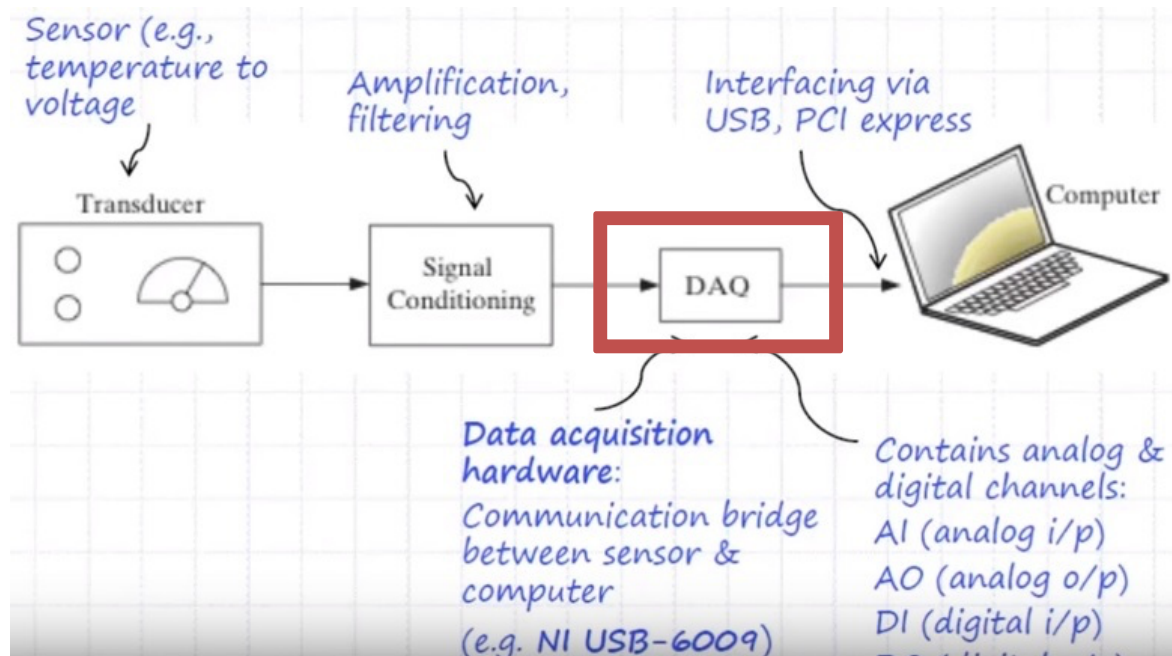 Sensor (e.g.,
temperature to
voltage
Amplification,
filtering
Interfacing via
USB, PCI express
Transducer
Signal
Conditioning
DAQ
Computer
Data acquisition
hardware:
Communication bridge
between sensor &
computer
(e.g. NI USB-6009)
Contains analog &
digital channels:
AI (analog i/p)
AO (analog o/p)
DI (digital i/p)